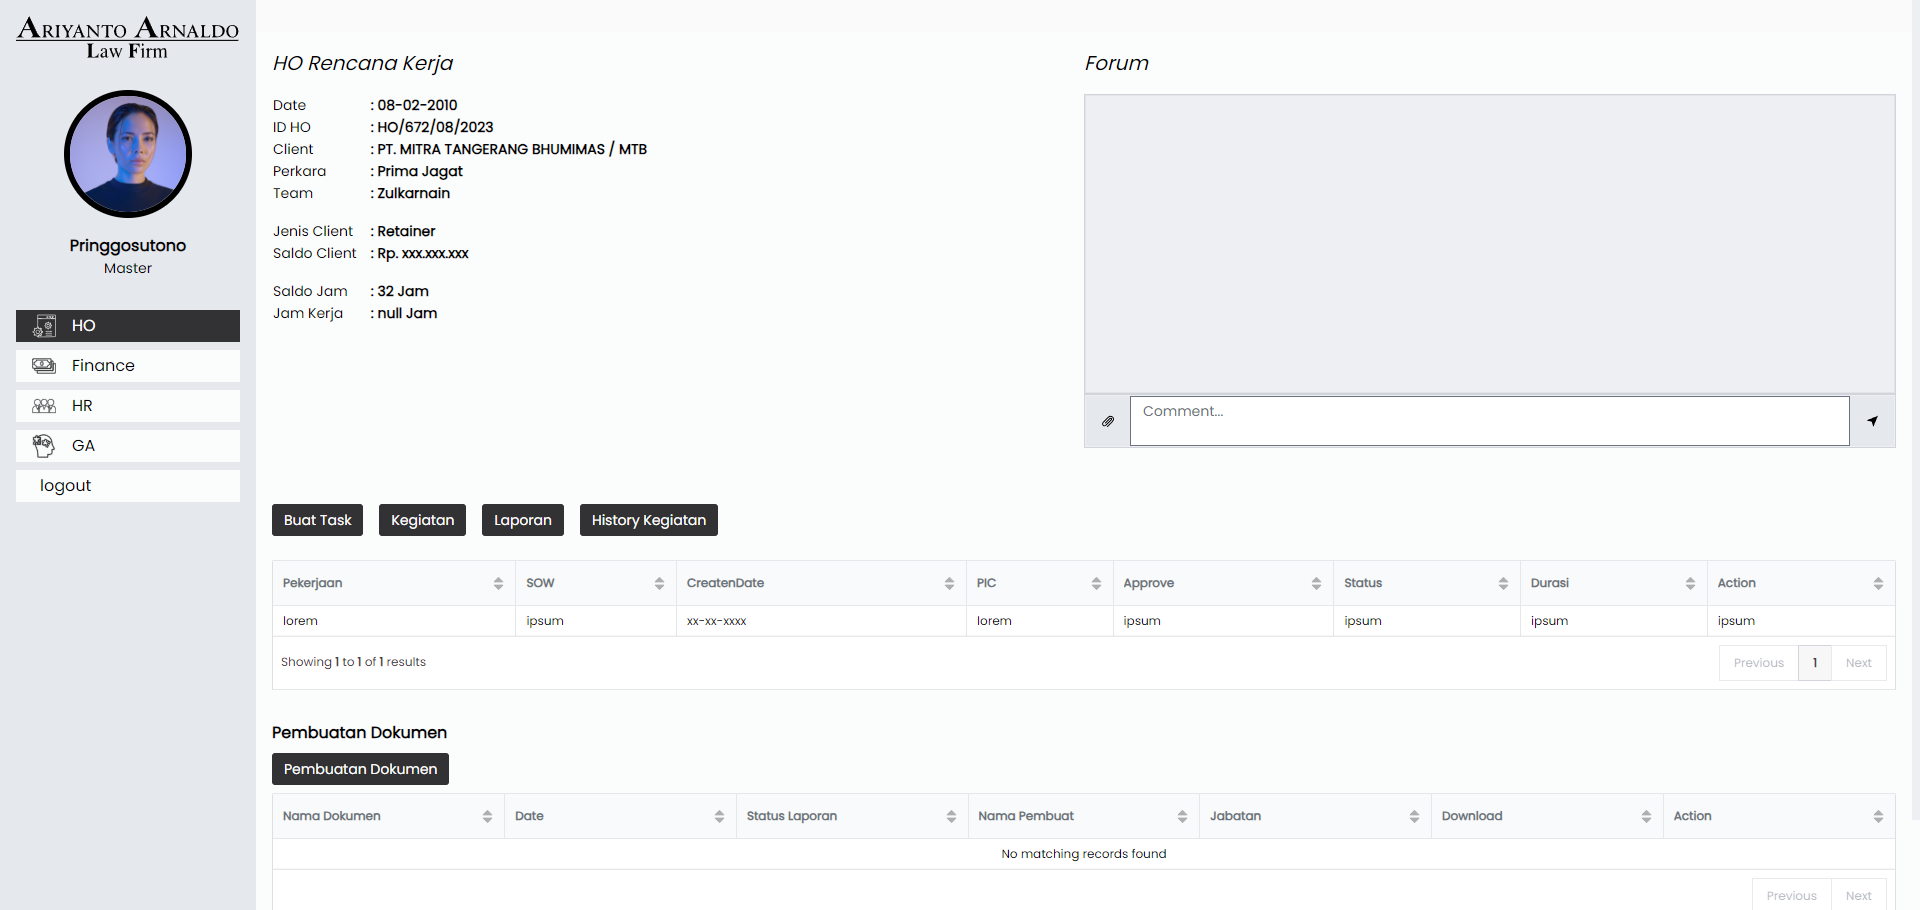 ARIYANTO ARNALDO
Law Firm
Pringgosutono
Master
HO
Finance
HR
GA
logout
HO Rencana Kerja
Date : 08-02-2010
ID HO : HO/672/08/2023
Client : PT. MITRA TANGERANG BHUMIMAS / MTB
Perkara : Prima Jagat
Team : Zulkarnain
Jenis Client : Retainer
Saldo Client : Rp. xxx.xxx.xxx
Saldo Jam : 32 Jam
Jam Kerja : null Jam
Forum
Comment...
Buat Task Kegiatan Laporan History Kegiatan
Pekerjaan SOW CreatenDate PIC Approve Status Durasi Action
lorem ipsum xx-xx-xxxx lorem ipsum ipsum ipsum ipsum
Showing 1 to 1 of 1 results Previous 1 Next
Pembuatan Dokumen
Pembuatan Dokumen
Nama Dokumen Date Status Laporan Nama Pembuat Jabatan Download Action
No matching records found
Previous Next